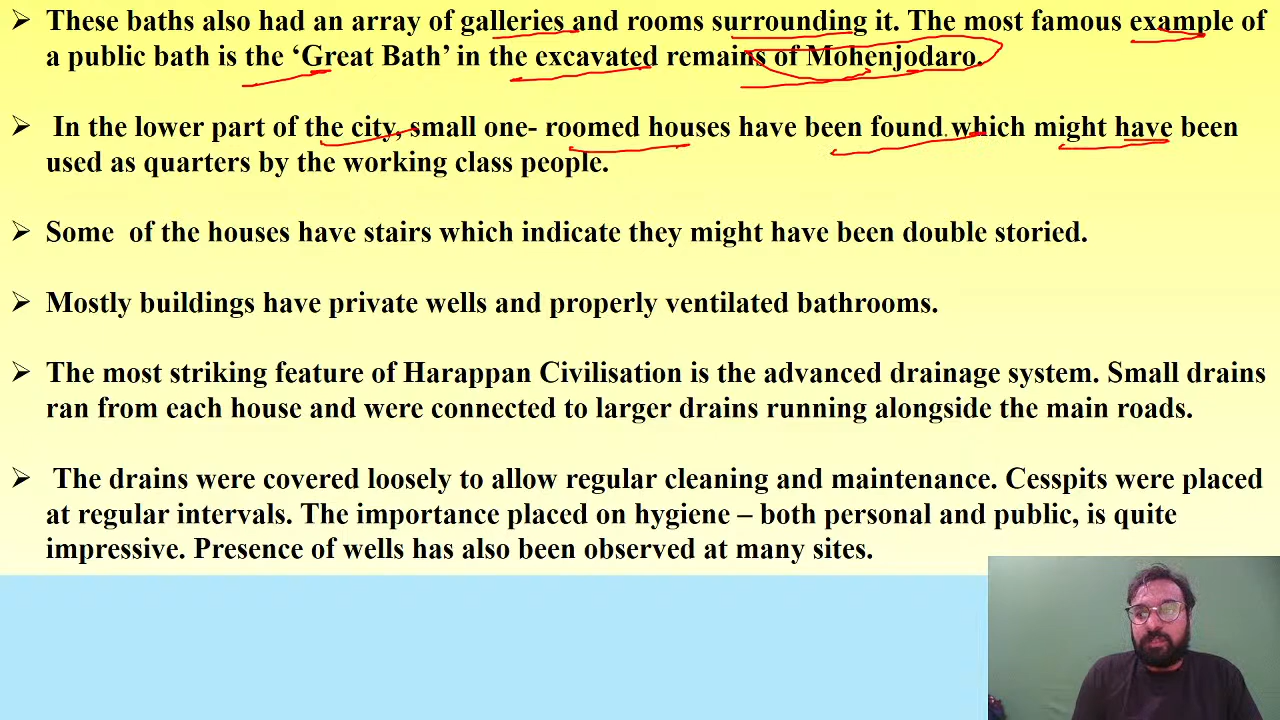 ➢ These baths also had an array of galleries and rooms surrounding it. The most famous example of
a public bath is the ‘Great Bath’ in the excavated remains of Mohenjodaro.
➢ In the lower part of the city, small one- roomed houses have been found which might have been
used as quarters by the working class people.
➢ Some of the houses have stairs which indicate they might have been double storied.
➢ Mostly buildings have private wells and properly ventilated bathrooms.
➢ The most striking feature of Harappan Civilisation is the advanced drainage system. Small drains
ran from each house and were connected to larger drains running alongside the main roads.
➢ The drains were covered loosely to allow regular cleaning and maintenance. Cesspits were placed
at regular intervals. The importance placed on hygiene – both personal and public, is quite
impressive. Presence of wells has also been observed at many sites.